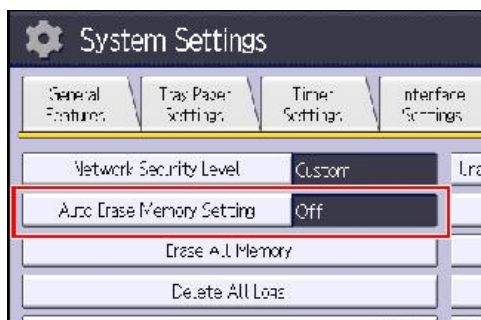 System Settings
General Features
Tray Paper Settings
Timer Settings
Interface Settings
Network Security Level
Custom
Auto Erase Memory Setting
Off
Erase All Memory
Delete All Logs